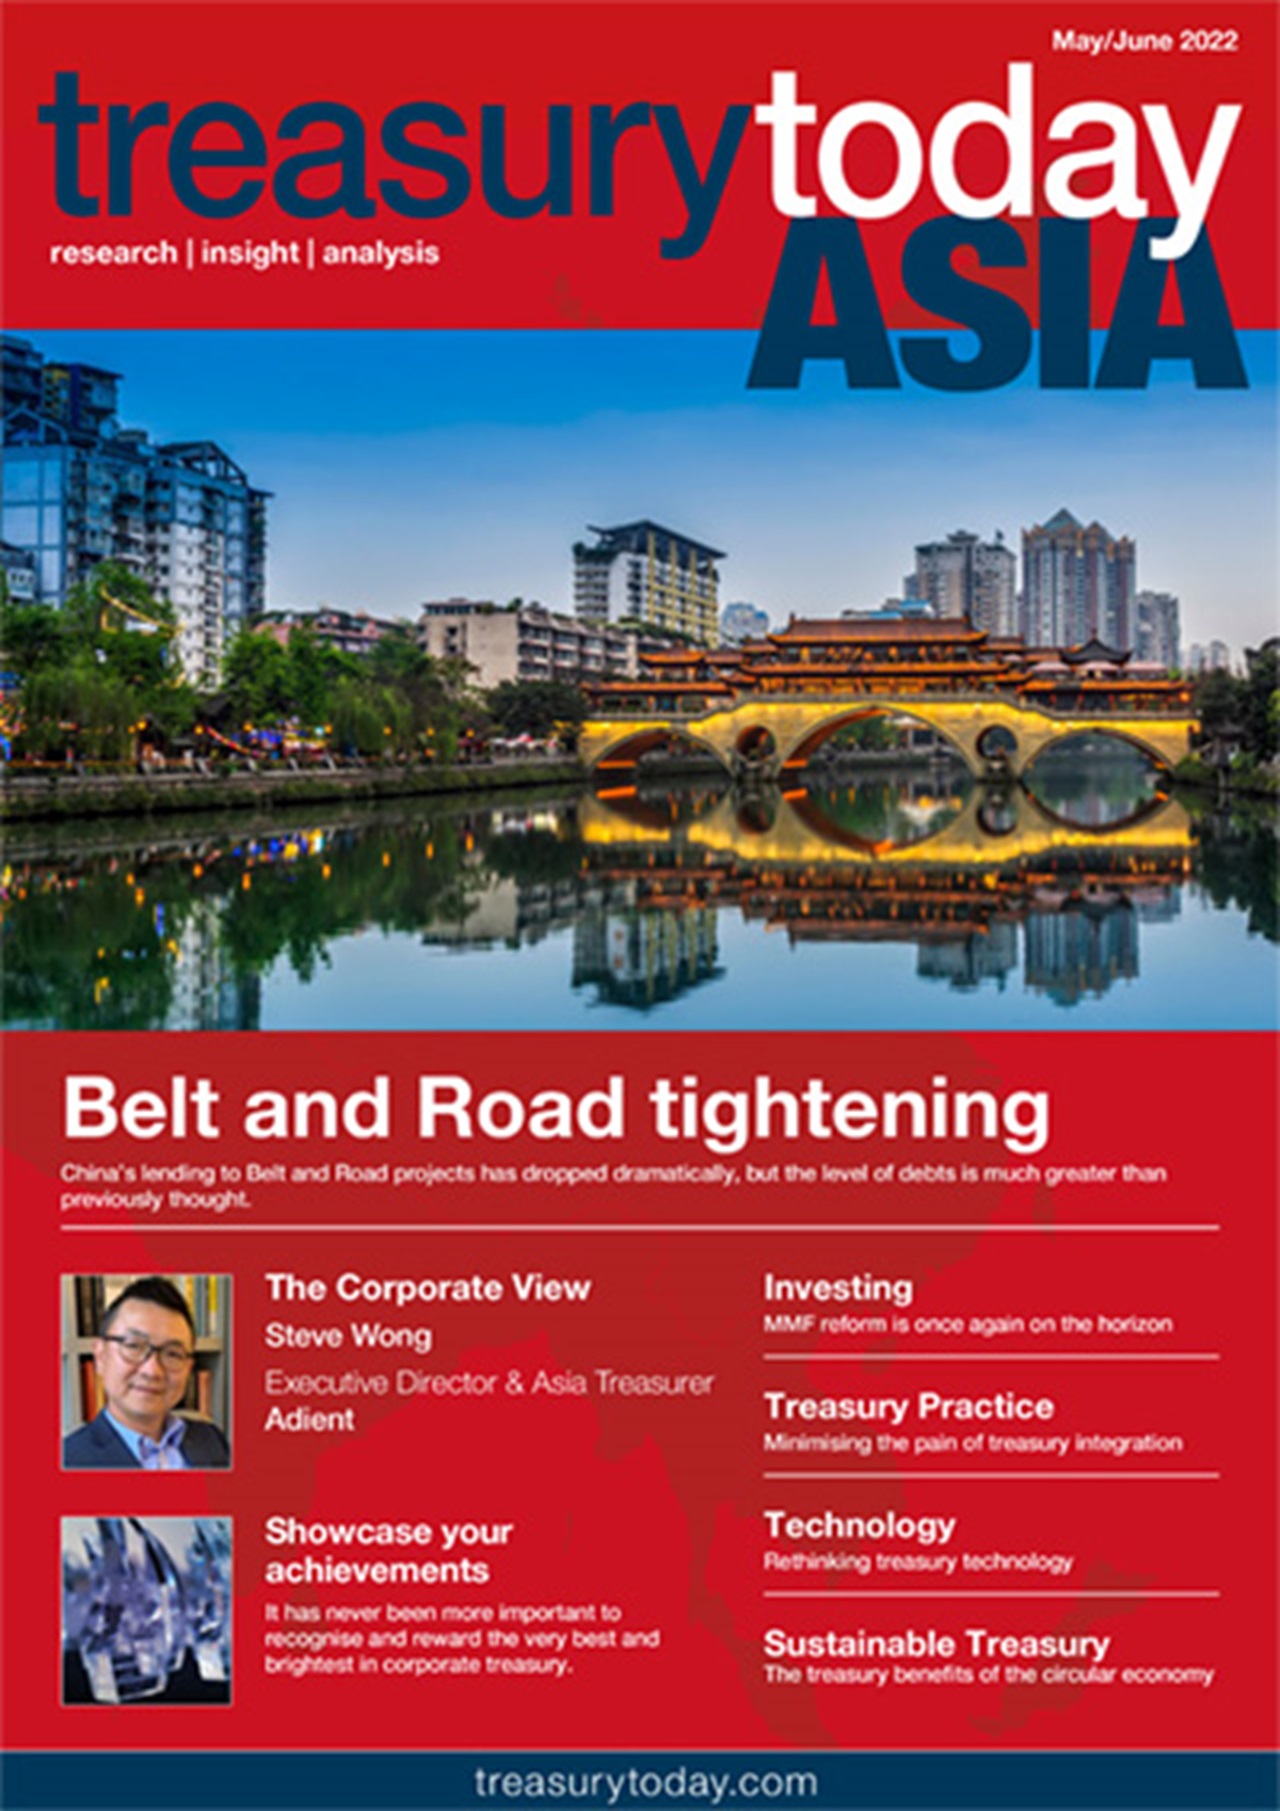 May/June 2022
treasurytoday
ASIA
research | insight | analysis
Belt and Road tightening
China's lending to Belt and Road projects has dropped dramatically, but the level of debts is much greater than
previously thought.
The Corporate View
Steve Wong
Executive Director & Asia Treasurer
Adient
Showcase your
achievements
It has never been more important to
recognise and reward the very best and
brightest in corporate treasury.
Investing
MMF reform is once again on the horizon
Treasury Practice
Minimising the pain of treasury integration
Technology
Rethinking treasury technology
Sustainable Treasury
The treasury benefits of the circular economy
treasurytoday.com